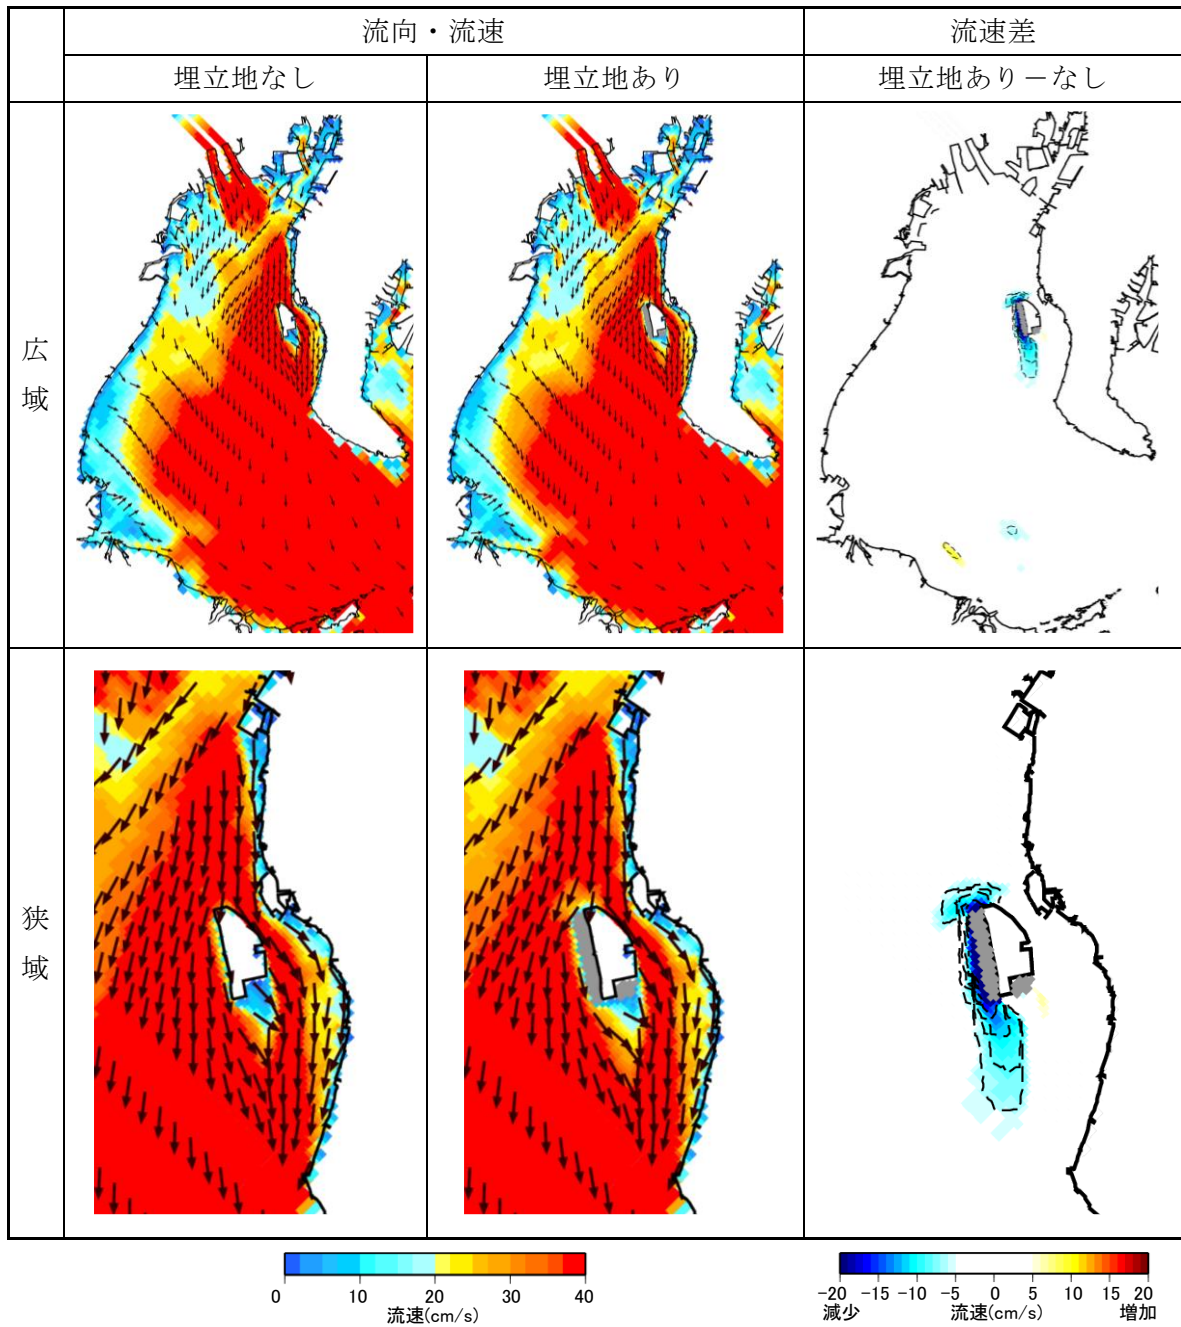 流向・流速 流速差
埋立地なし 埋立地あり 埋立地あり－なし
広域
狭域
0 10 20 30 40
流速(cm/s)
-20 -15 -10 -5 0 5 10 15 20
減少 流速(cm/s) 増加